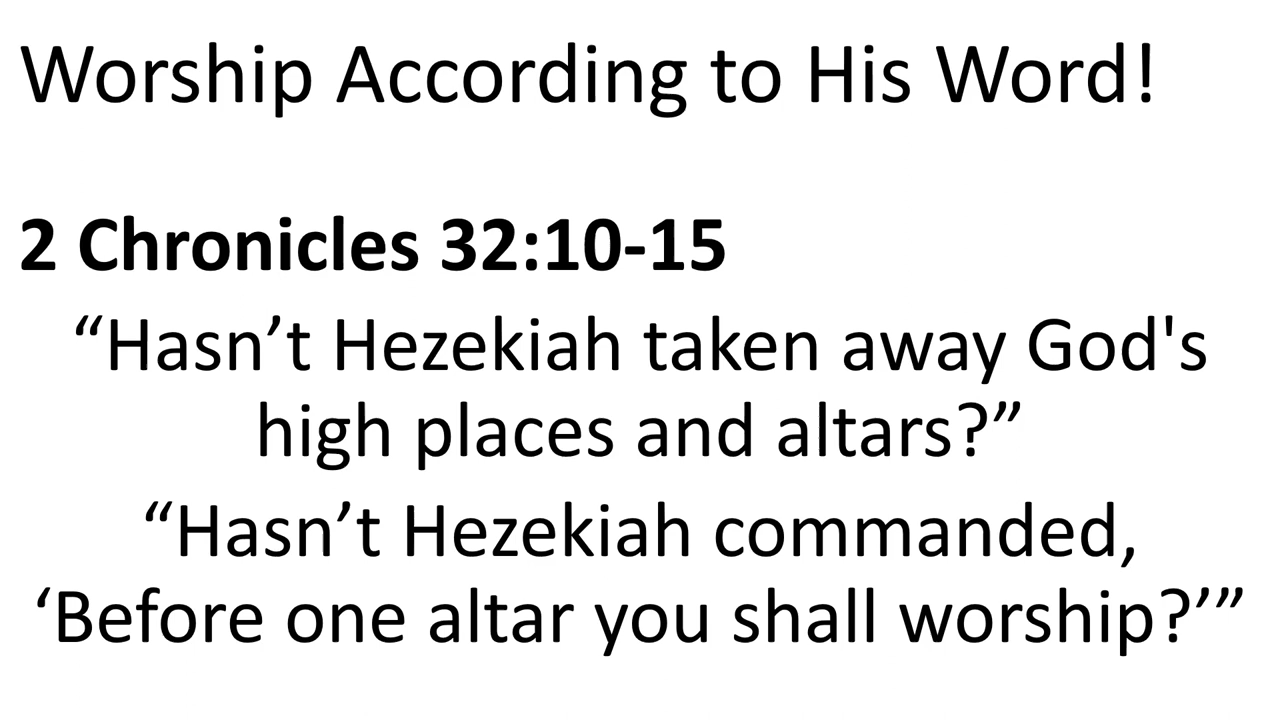 Worship According to His Word!
2 Chronicles 32:10-15
“Hasn’t Hezekiah taken away God's
high places and altars?”
“Hasn’t Hezekiah commanded,
‘Before one altar you shall worship?’”